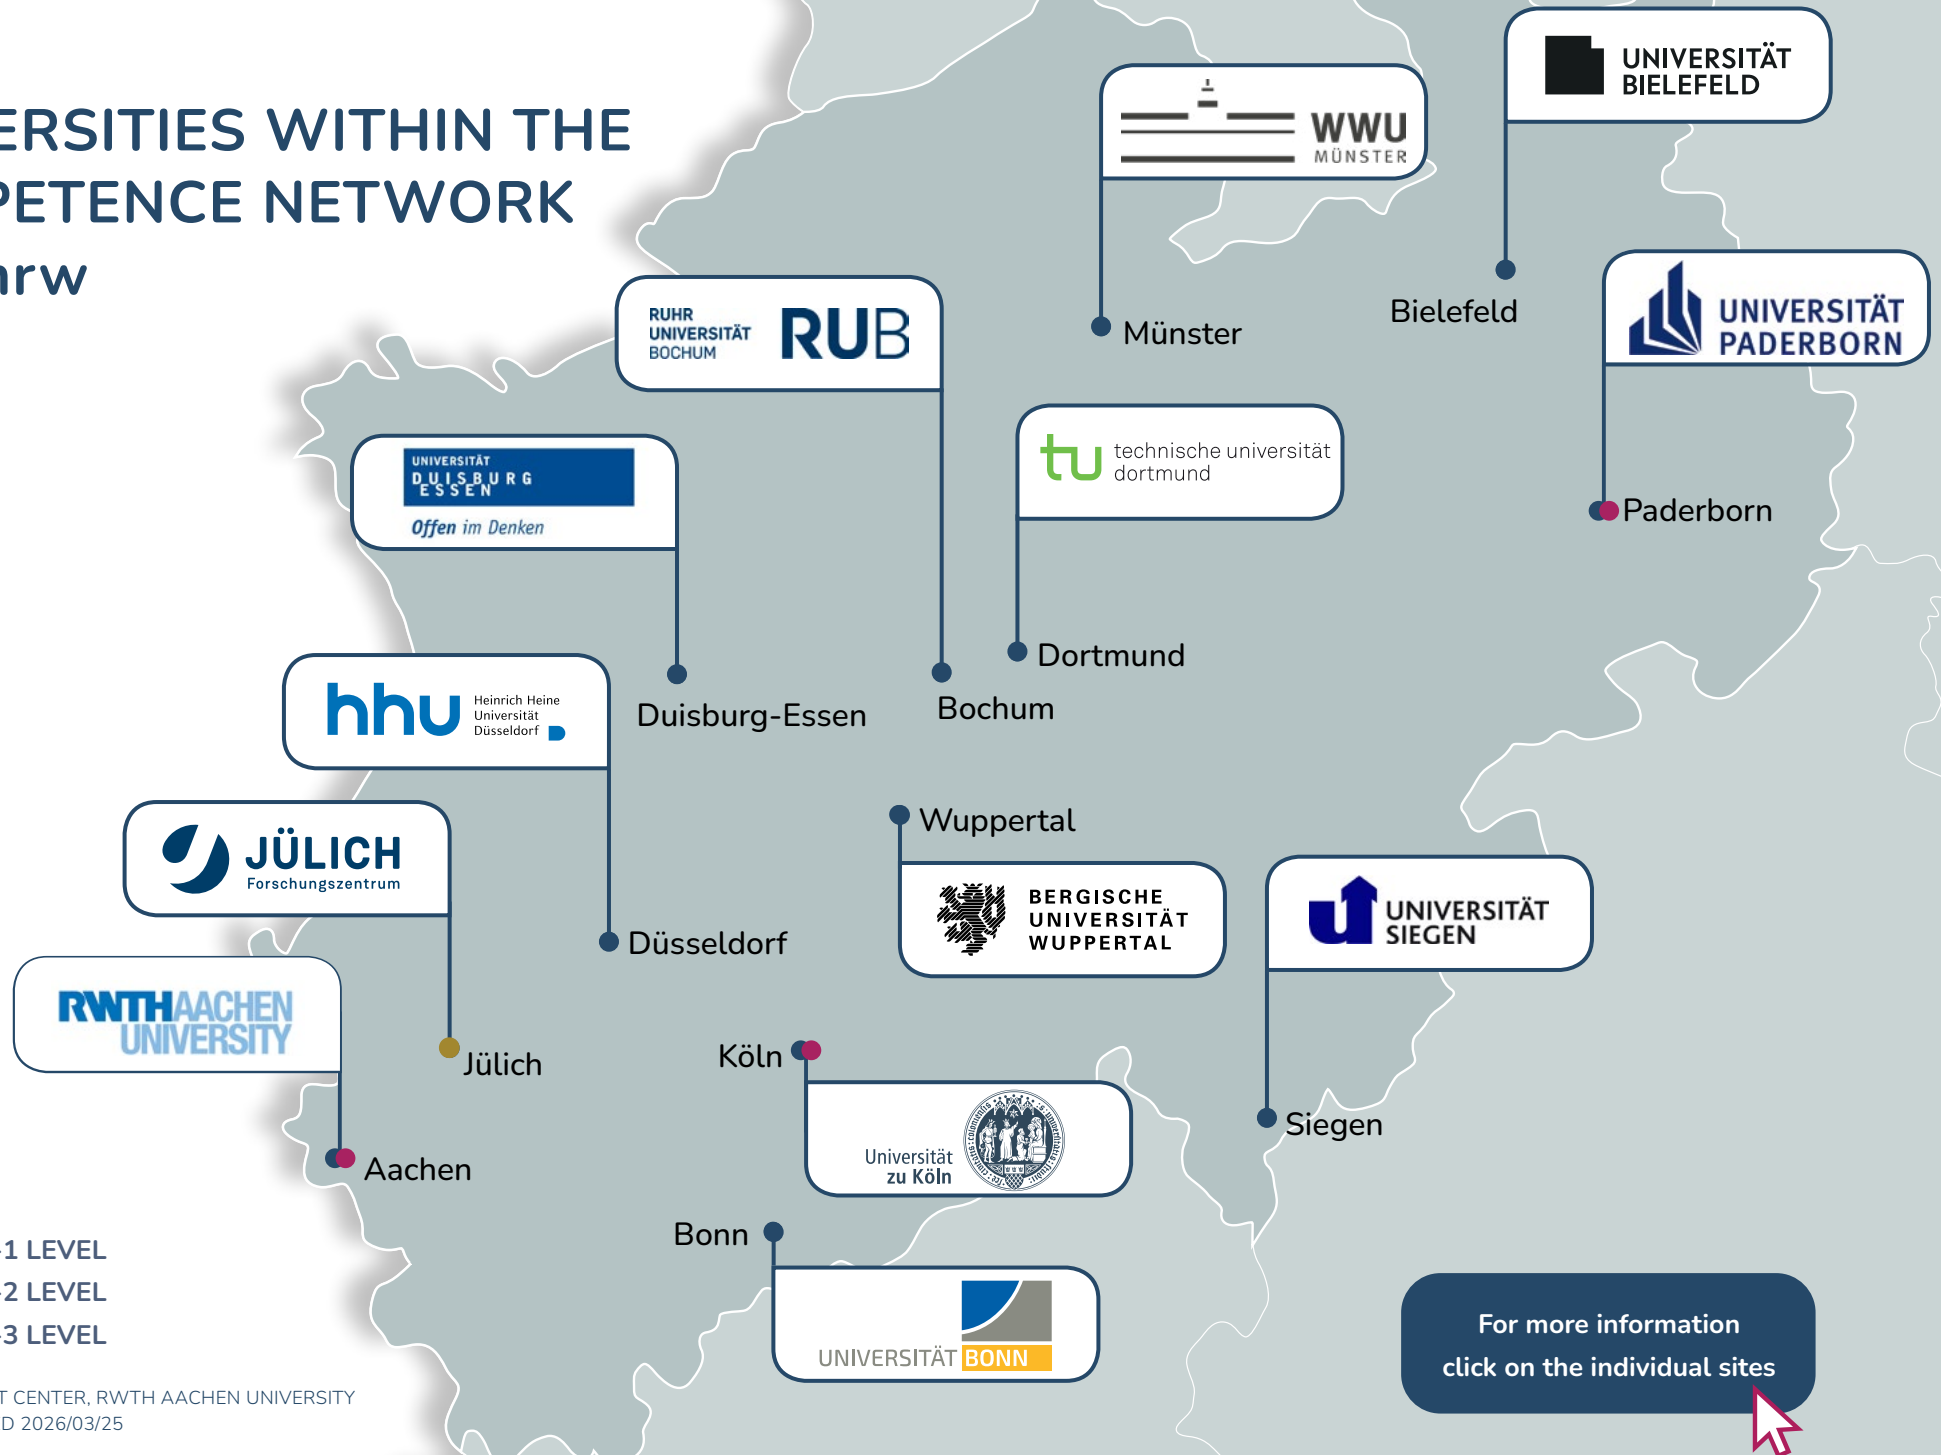 ERSITIES WITHIN THE
PETENCE NETWORK
nrw
UNIVERSITÄT
BIELEFELD
WWU
MÜNSTER
Bielefeld
Münster
UNIVERSITÄT
PADERBORN
RUHR
UNIVERSITÄT
BOCHUM
RUB
technische universität
dortmund
tu
Paderborn
UNIVERSITÄT
DUISBURG
ESSEN
Offen im Denken
Dortmund
Duisburg-Essen
Bochum
hhu
Heinrich Heine
Universität
Düsseldorf
Wuppertal
JÜLICH
Forschungszentrum
BERGISCHE
UNIVERSITÄT
WUPPERTAL
UNIVERSITÄT
SIEGEN
Düsseldorf
RWTHAACHEN
UNIVERSITY
Jülich
Köln
Universität
zu Köln
Siegen
Aachen
Bonn
UNIVERSITÄT BONN
-1 LEVEL
-2 LEVEL
-3 LEVEL
For more information
click on the individual sites
T CENTER, RWTH AACHEN UNIVERSITY
D 2026/03/25